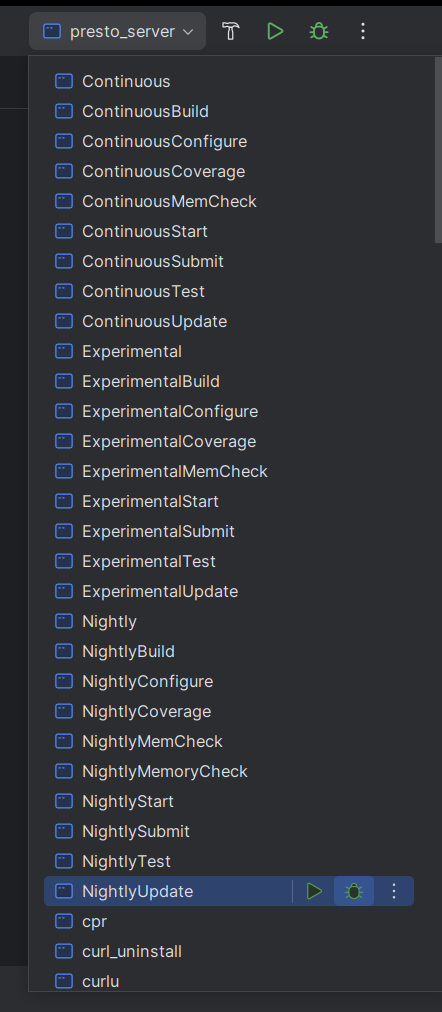 presto_server
Continuous
ContinuousBuild
ContinuousConfigure
ContinuousCoverage
ContinuousMemCheck
ContinuousStart
ContinuousSubmit
ContinuousTest
ContinuousUpdate
Experimental
ExperimentalBuild
ExperimentalConfigure
ExperimentalCoverage
ExperimentalMemCheck
ExperimentalStart
ExperimentalSubmit
ExperimentalTest
ExperimentalUpdate
Nightly
NightlyBuild
NightlyConfigure
NightlyCoverage
NightlyMemCheck
NightlyMemoryCheck
NightlyStart
NightlySubmit
NightlyTest
NightlyUpdate
cpr
curl_uninstall
curlu